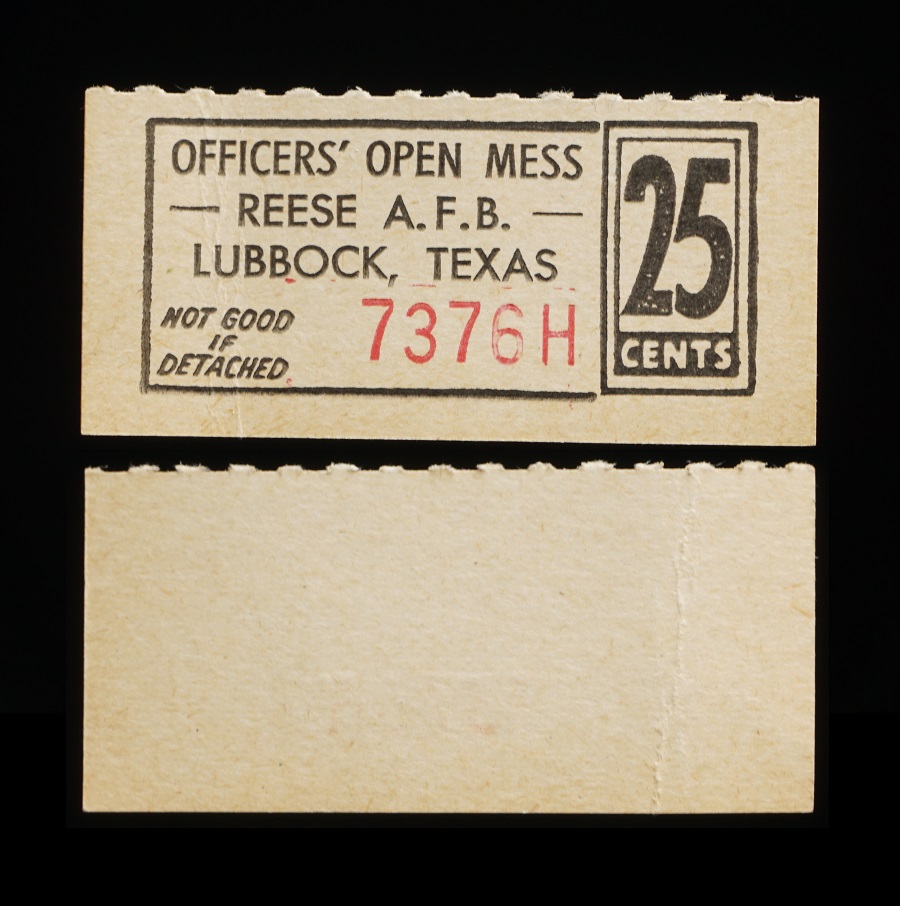 OFFICERS' OPEN MESS
— REESE A.F.B. —
LUBBOCK, TEXAS
NOT GOOD
IF
DETACHED
7376H
25
CENTS